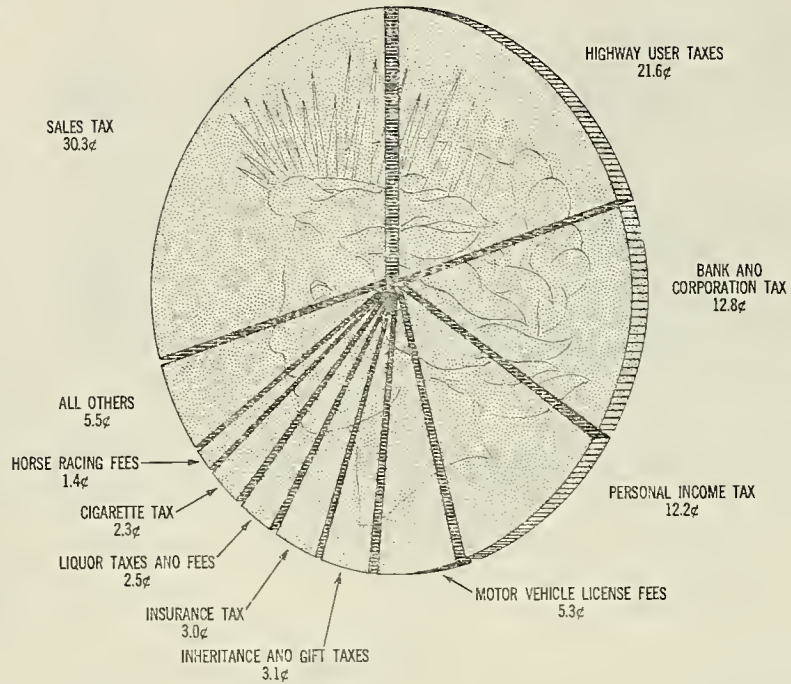 HIGHWAY USER TAXES
21.6¢
BANK ANO
CORPORATION TAX
12.8¢
PERSONAL INCOME TAX
12.2¢
MOTOR VEHICLE LICENSE FEES
5.3¢
INHERITANCE ANO GIFT TAXES
3.1¢
INSURANCE TAX
3.0¢
LIQUOR TAXES ANO FEES
2.5¢
CIGARETTE TAX
2.3¢
HORSE RACING FEES
1.4¢
ALL OTHERS
5.5¢
SALES TAX
30.3¢